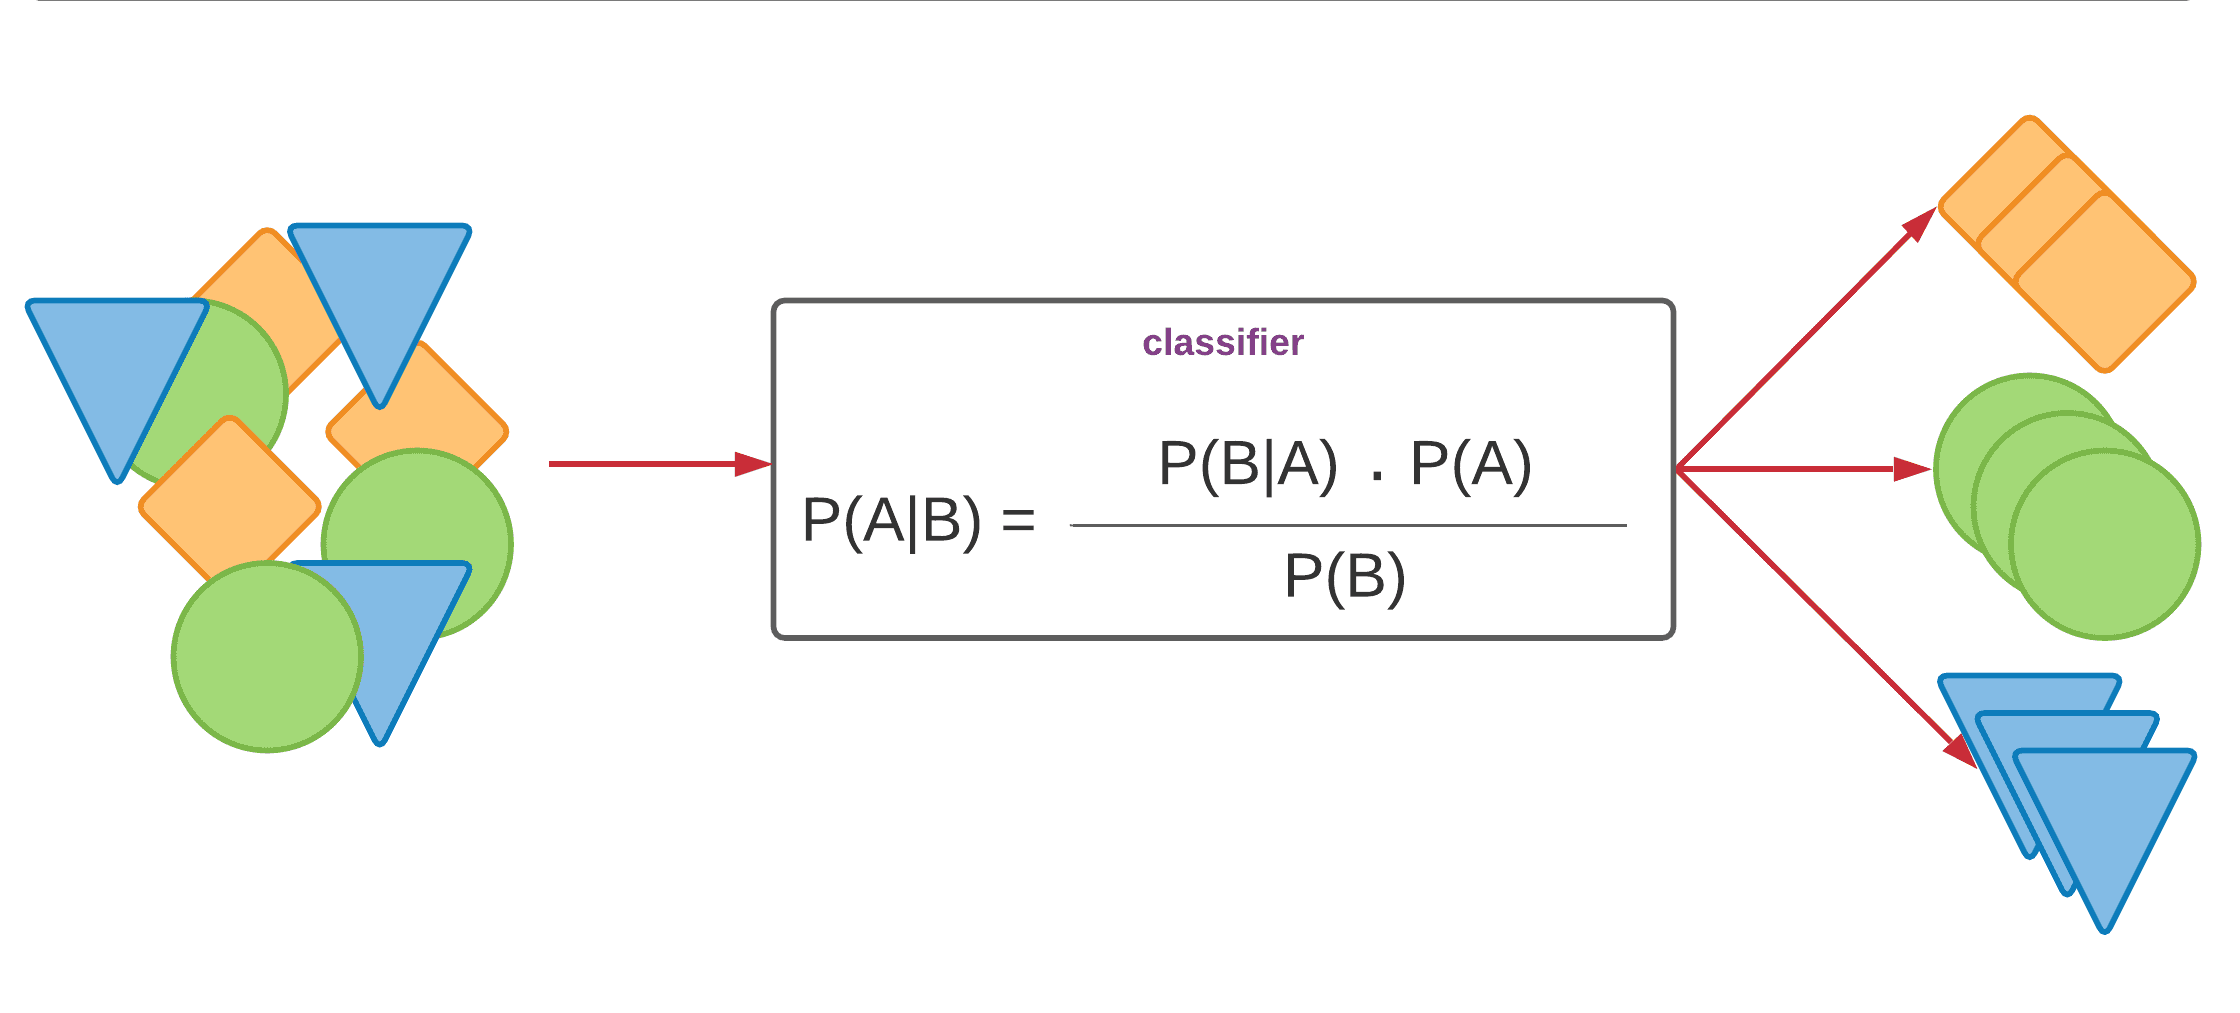 classifier
P(B|A) . P(A)
P(A|B) =
P(B)